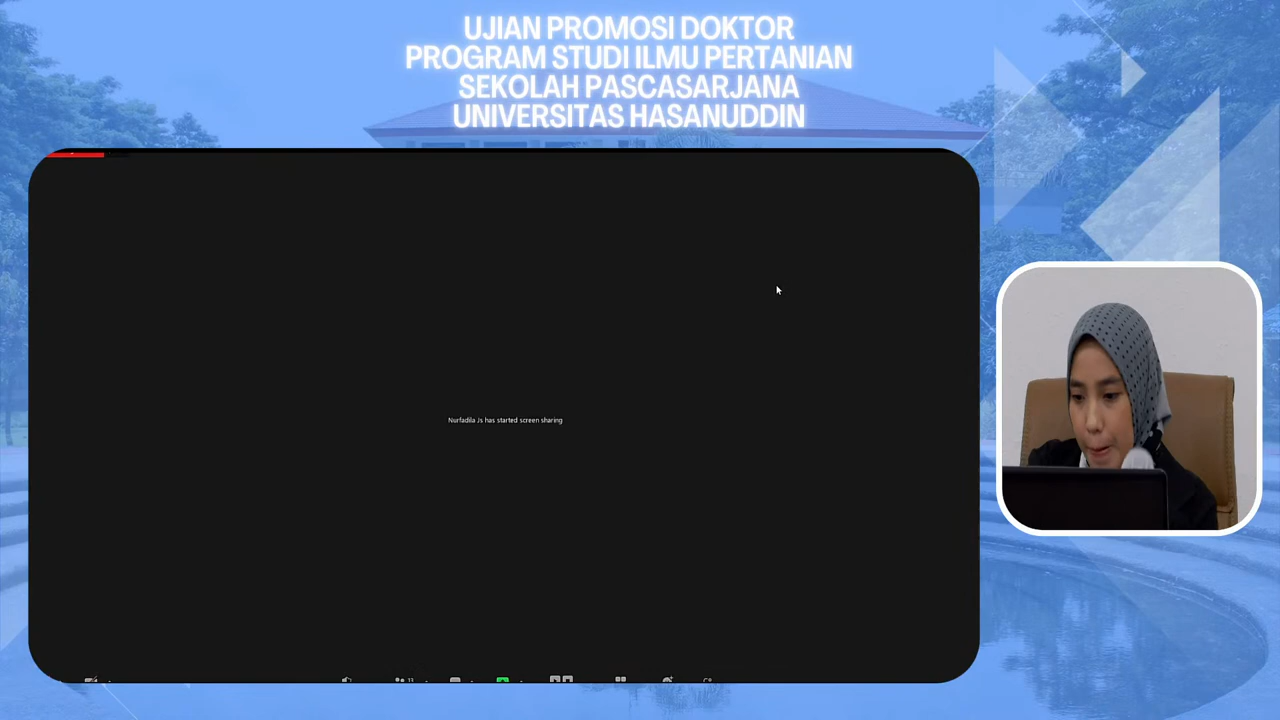 UJIAN PROMOSI DOKTOR
PROGRAM STUDI ILMU PERTANIAN
SEKOLAH PASCASARJANA
UNIVERSITAS HASANUDDIN
Nurfadila Js has started screen sharing